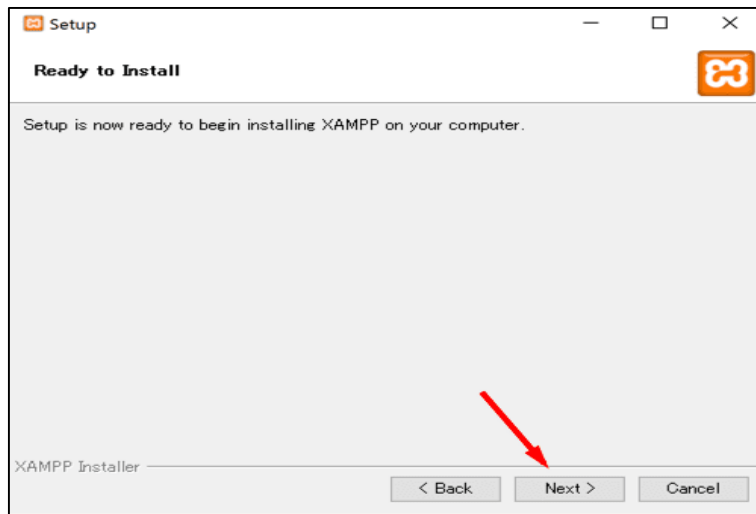 Setup
Ready to Install
Setup is now ready to begin installing XAMPP on your computer.
XAMPP Installer
< Back Next > Cancel